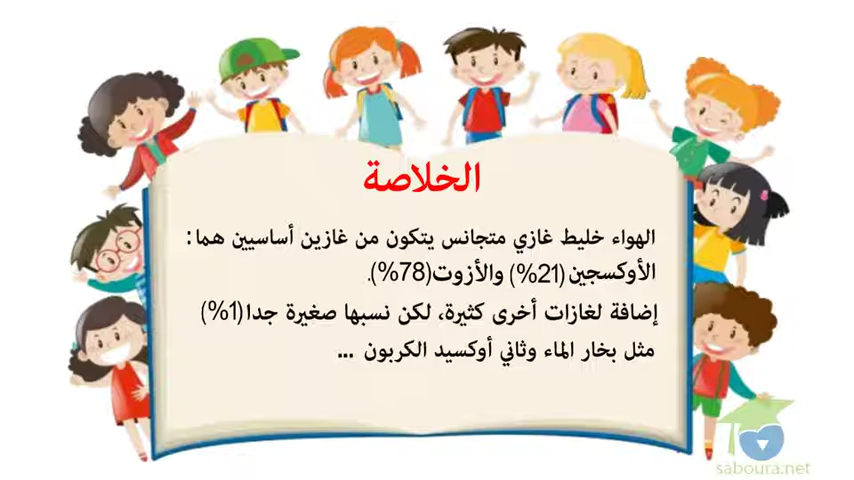 الخلاصة
الهواء خليط غازي متجانس يتكون من غازين أساسيين هما:
الأوكسجين (21%) والأزوت(78%).
إضافة لغازات أخرى كثيرة، لكن نسبها صغيرة جدا(1%)
مثل بخار الماء وثاني أوكسيد الكربون ...
saboura.net